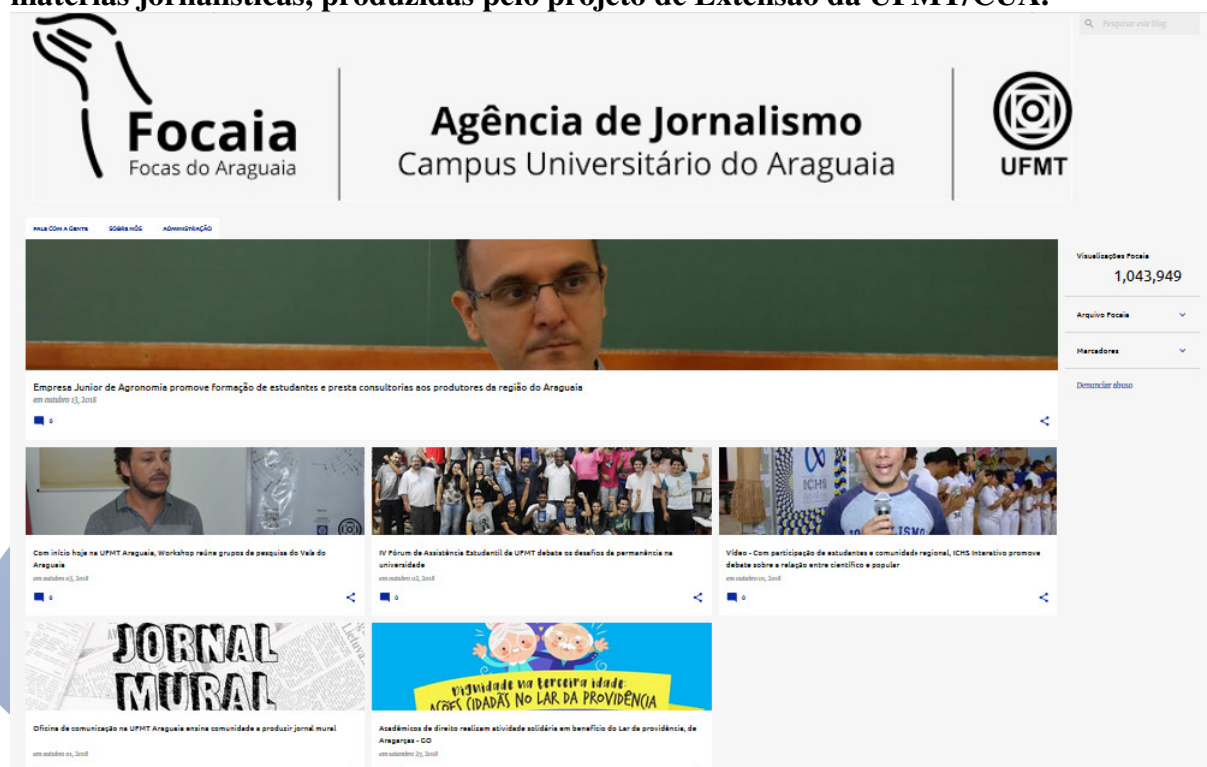 matérias jornalísticas, produzidas pelo projeto de Extensão da UFMT/CUA.
Pesquisar este blog
Focaia
Focas do Araguaia
Agência de Jornalismo
Campus Universitário do Araguaia
UFMT
FALE COM A GENTE SOBRE NÓS ADMINISTRAÇÃO
Visualizações Focaia
1,043,949
Arquivo Focaia
Marcadores
Denunciar abuso
Empresa Junior de Agronomia promove formação de estudantes e presta consultorias aos produtores da região do Araguaia
em outubro 13, 2018
0
ICHS
JORNALISMO
Com início hoje na UFMT Araguaia, Workshop reúne grupos de pesquisa do Vale do
Araguaia
em outubro 03, 2018
0
IV Fórum de Assistência Estudantil da UFMT debate os desafios da permanência na
universidade
em outubro 02, 2018
0
Vídeo - Com participação de estudantes e comunidade regional, ICHS Interativo promove
debate sobre a relação entre científico e popular
em outubro 01, 2018
0
JORNAL
MURAL
Oficina de comunicação na UFMT Araguaia ensina comunidade a produzir jornal mural
em outubro 01, 2018
Dignidade na terceira idade:
AÇÕES CIDADÃS NO LAR DA PROVIDÊNCIA
Acadêmicos de direito realizam atividade solidária em benefício do Lar da providência, de
Aragarças - GO
em setembro 27, 2018